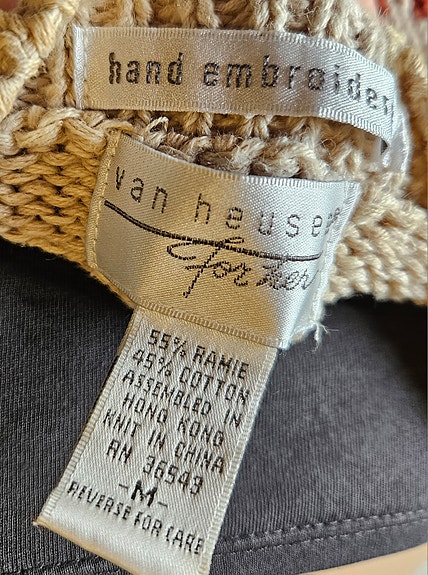 hand embroider
van heusen
for her
55% RAMIE
45% COTTON
ASSEMBLED IN
HONG KONG
KNIT IN CHINA
RN 36543
-M-
REVERSE FOR CARE